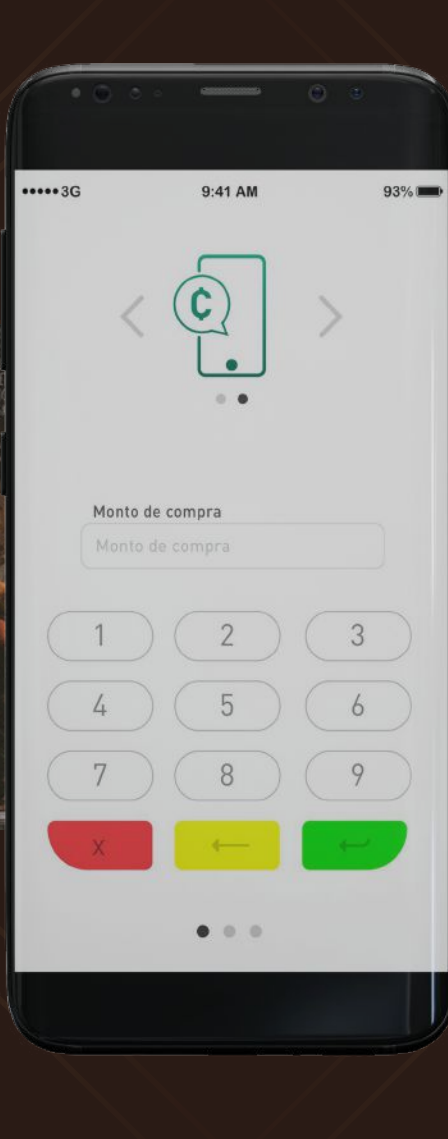 3G
9:41 AM
93%
₵
Monto de compra
Monto de compra
1 2 3
4 5 6
7 8 9
X